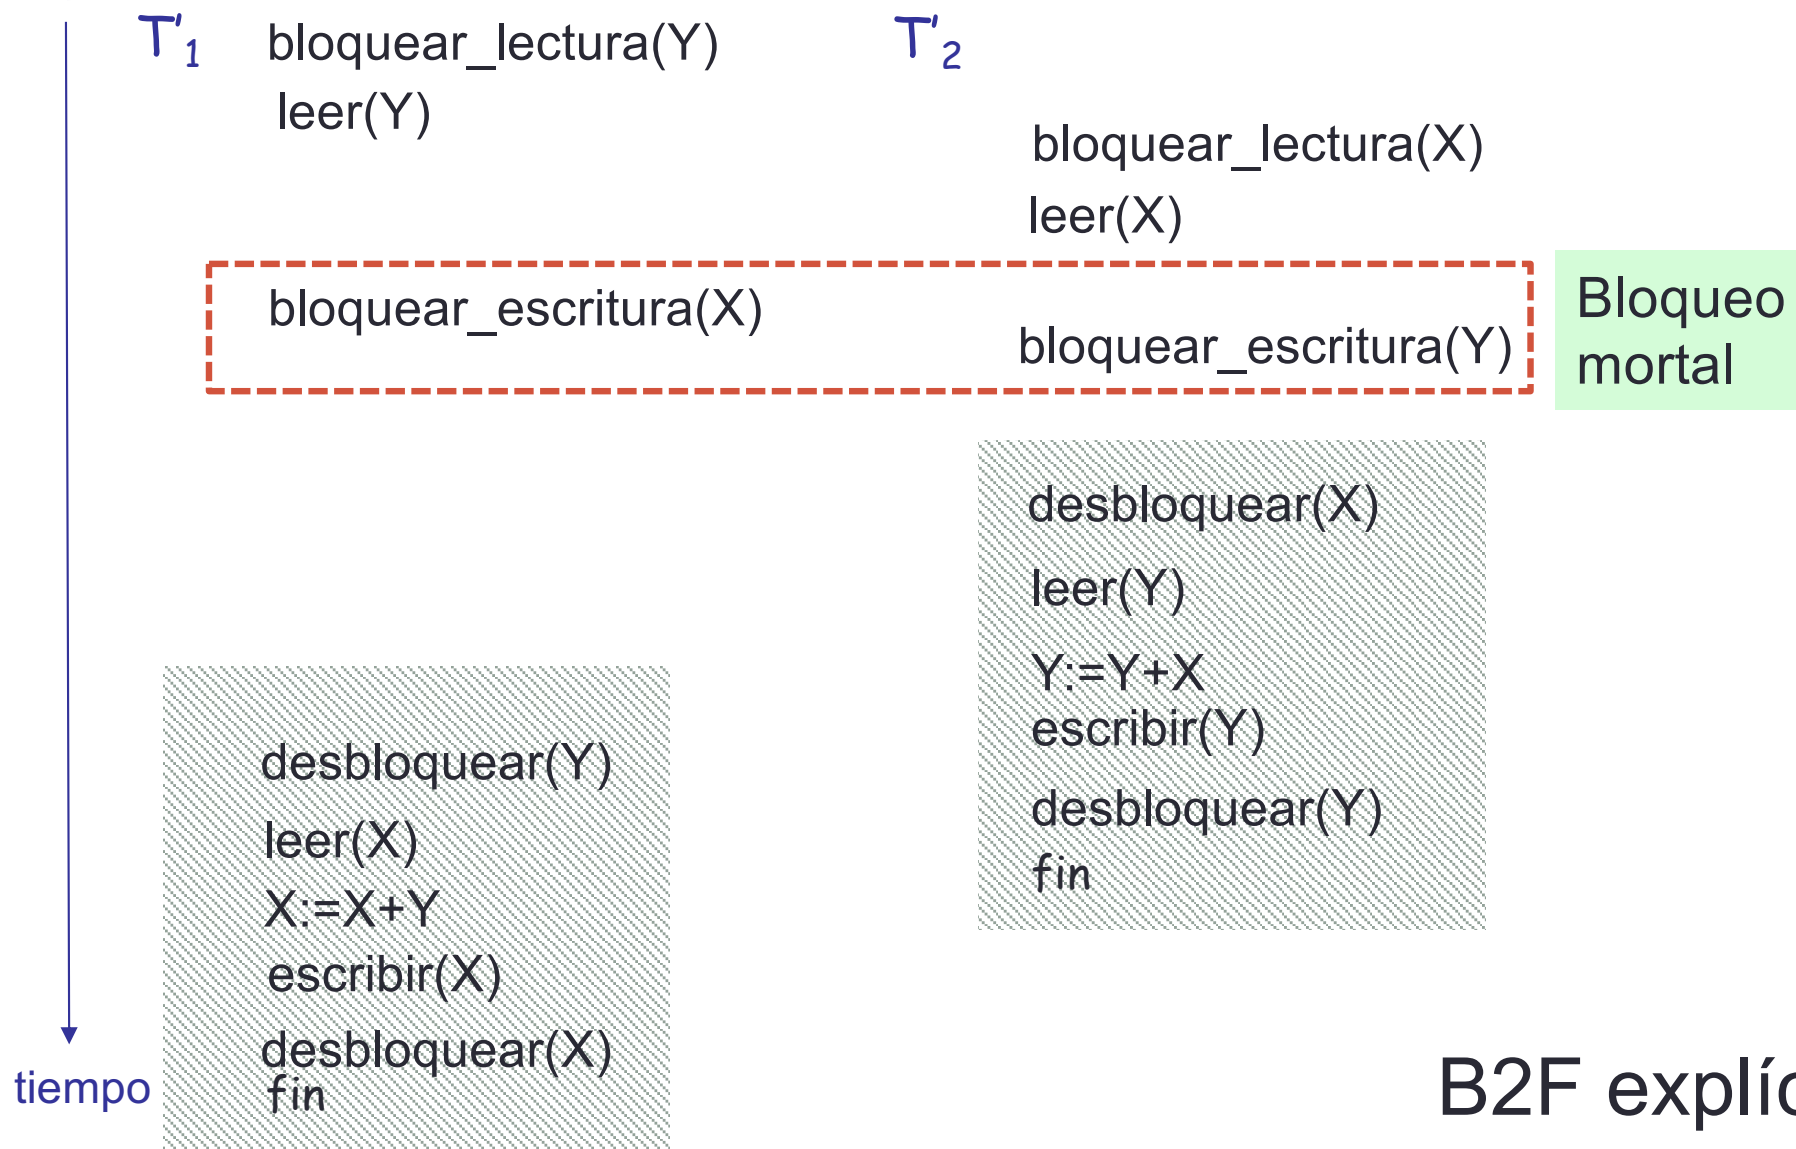 T'1 bloquear_lectura(Y) T'2
leer(Y)
bloquear_lectura(X)
leer(X)
bloquear_escritura(X)
bloquear_escritura(Y)
Bloqueo
mortal
desbloquear(X)
leer(Y)
Y:=Y+X
escribir(Y)
desbloquear(Y)
fin
desbloquear(Y)
leer(X)
X:=X+Y
escribir(X)
desbloquear(X)
fin
tiempo
B2F